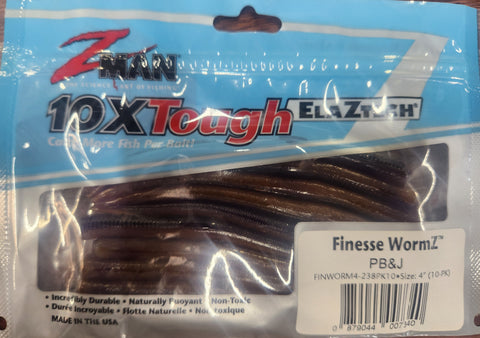 ZMAN
10X Tough ELAZTECH®
Catch More Fish Per Bait!
Finesse WormZ™
PB&J
FINWORM4-238PK10•Size: 4" (10-PK)
• Incredibly Durable • Naturally Buoyant • Non-Toxic
• Durée Incroyable • Flotte Naturelle • Non-toxique
MADE IN THE USA
0 879044 007340